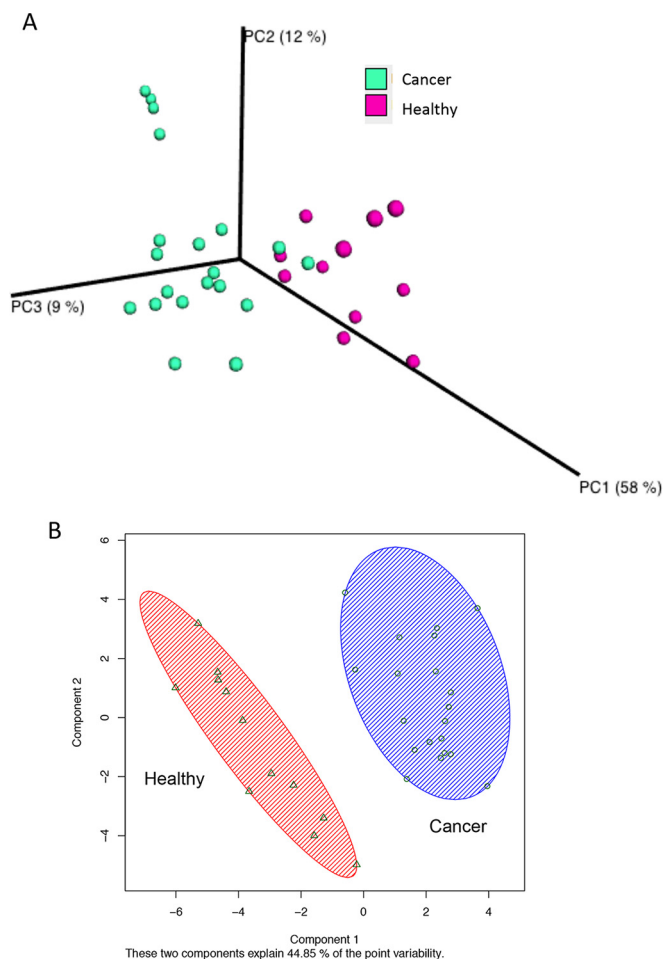 A
PC2 (12 %)
Cancer
Healthy
PC3 (9 %)
PC1 (58 %)
B
6
4
2
0
−2
−4
Component 2
Healthy
Cancer
−6 −4 −2 0 2 4
Component 1
These two components explain 44.85 % of the point variability.